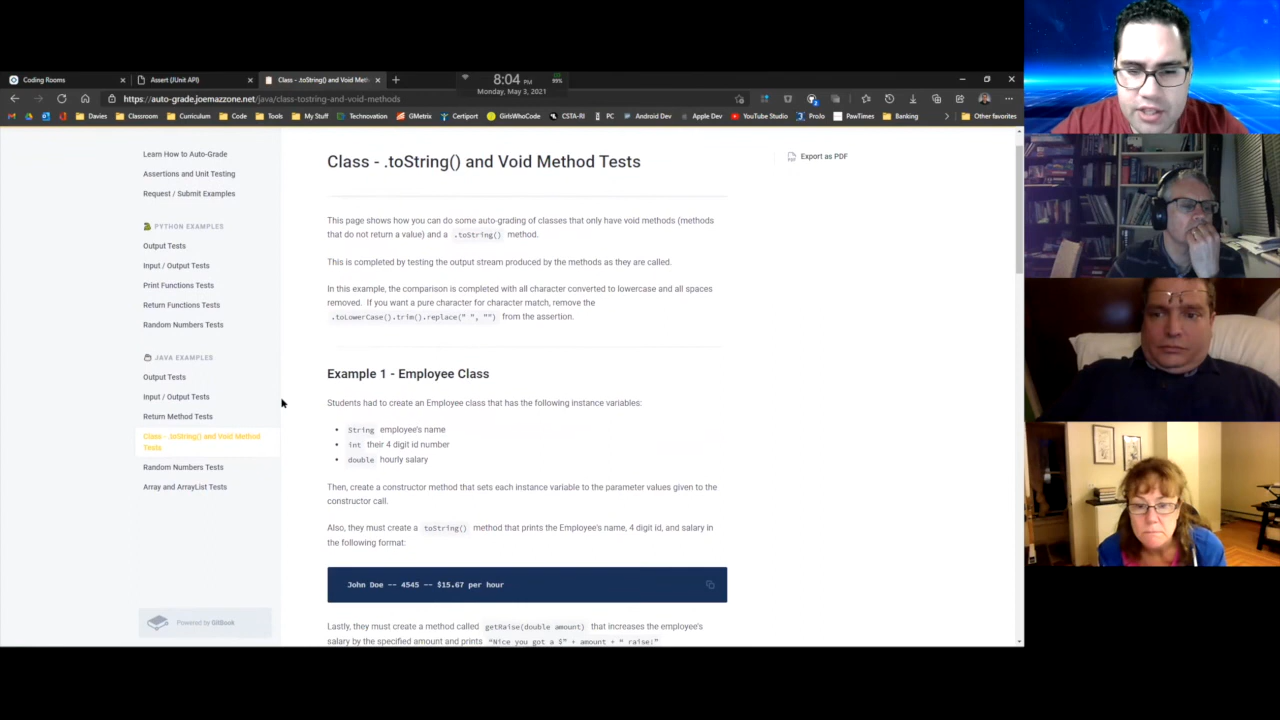 Coding Rooms
Assert (JUnit API)
Class - .toString() and Void Meth
8:04 PM
99%
Monday, May 3, 2021
https://auto-grade.joemazzone.net/java/class-tostring-and-void-methods
Davies
Classroom
Curriculum
Code
Tools
My Stuff
Technovation
GMetrix
Certiport
GirlsWhoCode
CSTA-RI
PC
Android Dev
Apple Dev
YouTube Studio
ProJo
PawTimes
Banking
Other favorites
Learn How to Auto-Grade
Assertions and Unit Testing
Request / Submit Examples
PYTHON EXAMPLES
Output Tests
Input / Output Tests
Print Functions Tests
Return Functions Tests
Random Numbers Tests
JAVA EXAMPLES
Output Tests
Input / Output Tests
Return Method Tests
Class - .toString() and Void Method
Tests
Random Numbers Tests
Array and ArrayList Tests
Powered by GitBook
Class - .toString() and Void Method Tests
Export as PDF
This page shows how you can do some auto-grading of classes that only have void methods (methods
that do not return a value) and a .toString() method.
This is completed by testing the output stream produced by the methods as they are called.
In this example, the comparison is completed with all character converted to lowercase and all spaces
removed. If you want a pure character for character match, remove the
.toLowerCase().trim().replace(" ", "") from the assertion.
Example 1 - Employee Class
Students had to create an Employee class that has the following instance variables:
• String employee's name
• int their 4 digit id number
• double hourly salary
Then, create a constructor method that sets each instance variable to the parameter values given to the
constructor call.
Also, they must create a toString() method that prints the Employee's name, 4 digit id, and salary in
the following format:
John Doe -- 4545 -- $15.67 per hour
Lastly, they must create a method called getRaise(double amount) that increases the employee's
salary by the specified amount and prints "Nice you got a $" + amount + " raise!"